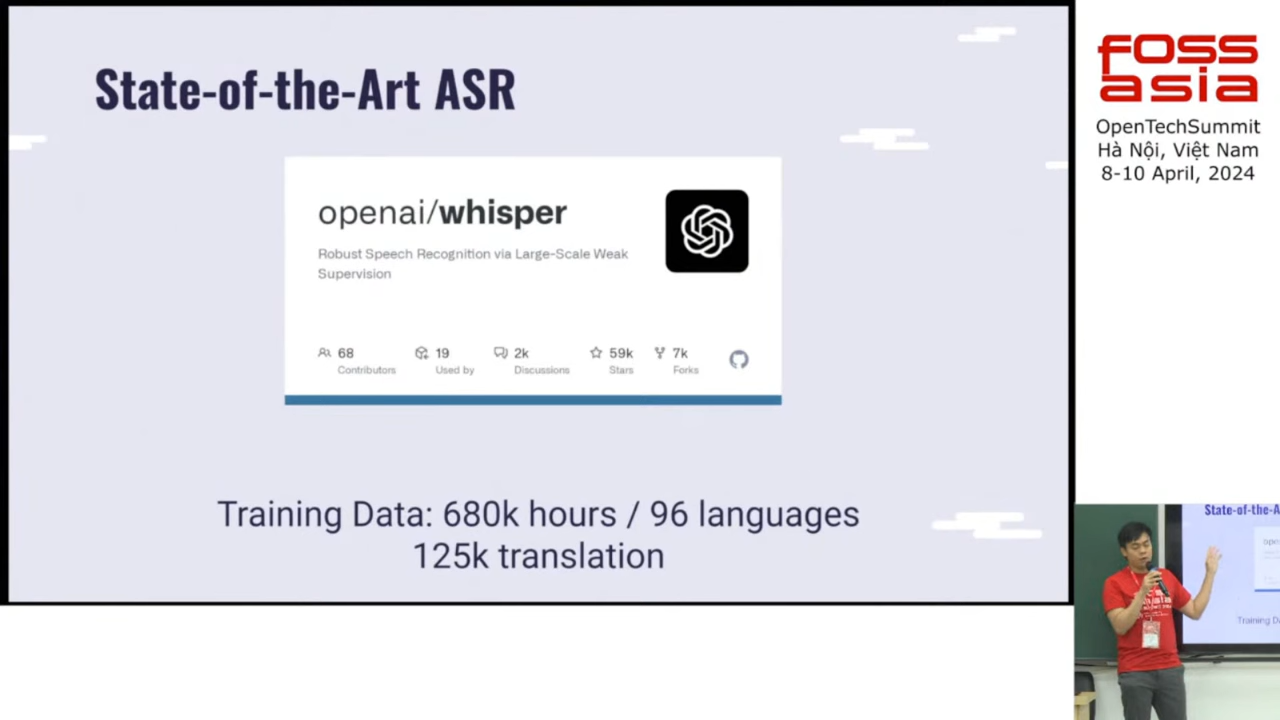 State-of-the-Art ASR
openai/whisper
Robust Speech Recognition via Large-Scale Weak
Supervision
68
Contributors
19
Used by
2k
Discussions
59k
Stars
7k
Forks
Training Data: 680k hours / 96 languages
125k translation
FOSS
asia
OpenTechSummit
Hà Nội, Việt Nam
8-10 April, 2024
State-of-the-A
Training Da